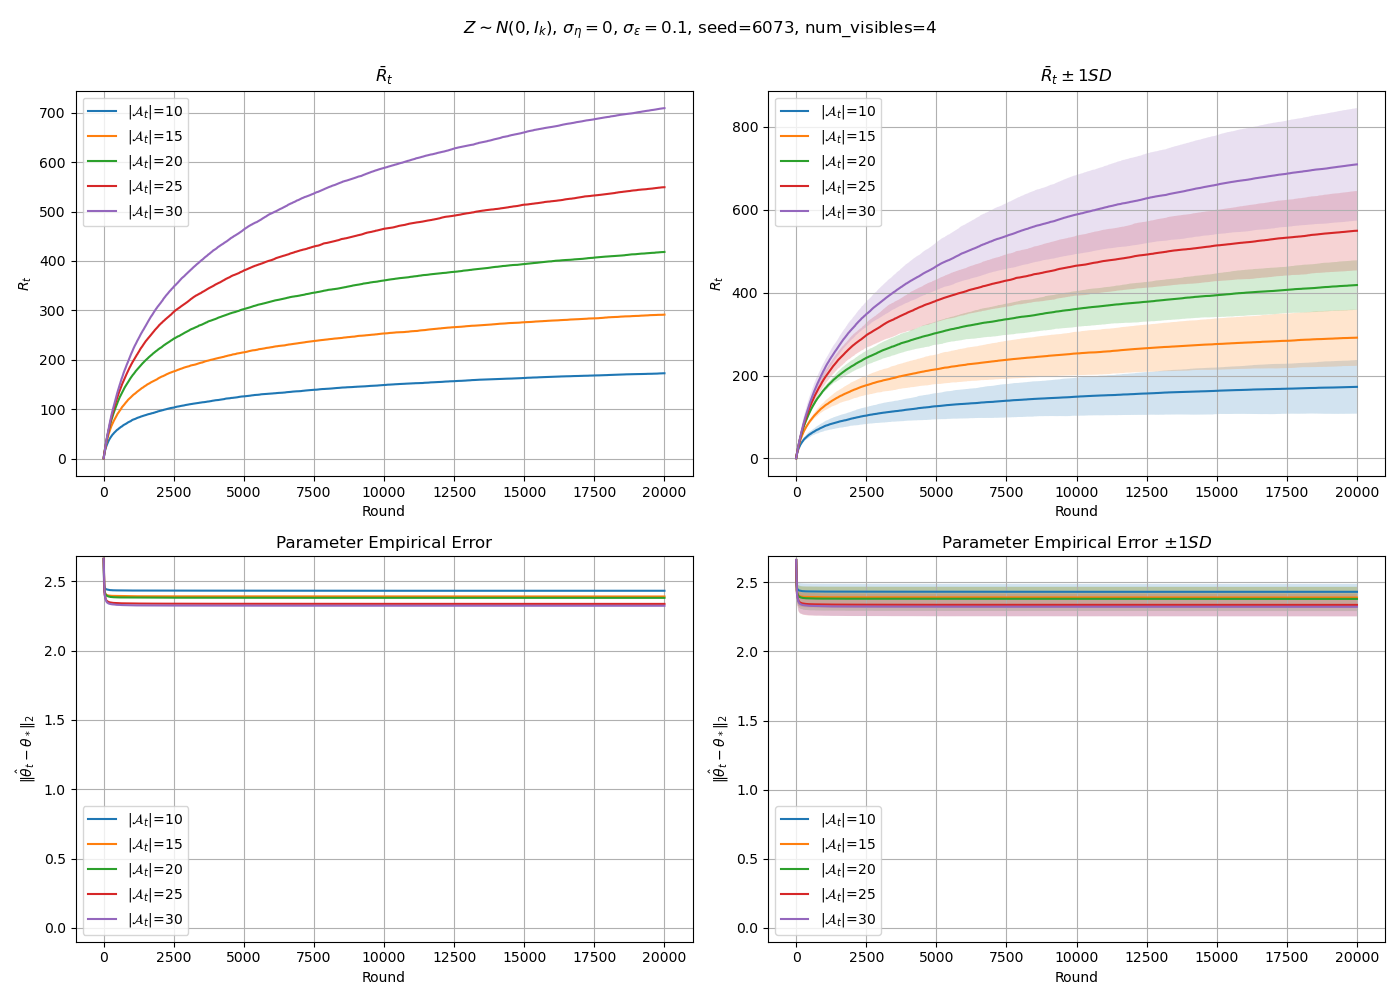 Z ∼ N(0, I_k), σ_η = 0, σ_ε = 0.1, seed=6073, num_visibles=4
R̄_t
R_t
700
600
500
400
300
200
100
0
|𝒜_t|=10
|𝒜_t|=15
|𝒜_t|=20
|𝒜_t|=25
|𝒜_t|=30
0 2500 5000 7500 10000 12500 15000 17500 20000
Round
R̄_t ± 1SD
R_t
800
600
400
200
0
|𝒜_t|=10
|𝒜_t|=15
|𝒜_t|=20
|𝒜_t|=25
|𝒜_t|=30
0 2500 5000 7500 10000 12500 15000 17500 20000
Round
Parameter Empirical Error
‖θ̂_t − θ_*‖₂
2.5
2.0
1.5
1.0
0.5
0.0
|𝒜_t|=10
|𝒜_t|=15
|𝒜_t|=20
|𝒜_t|=25
|𝒜_t|=30
0 2500 5000 7500 10000 12500 15000 17500 20000
Round
Parameter Empirical Error ±1SD
‖θ̂_t − θ_*‖₂
2.5
2.0
1.5
1.0
0.5
0.0
|𝒜_t|=10
|𝒜_t|=15
|𝒜_t|=20
|𝒜_t|=25
|𝒜_t|=30
0 2500 5000 7500 10000 12500 15000 17500 20000
Round